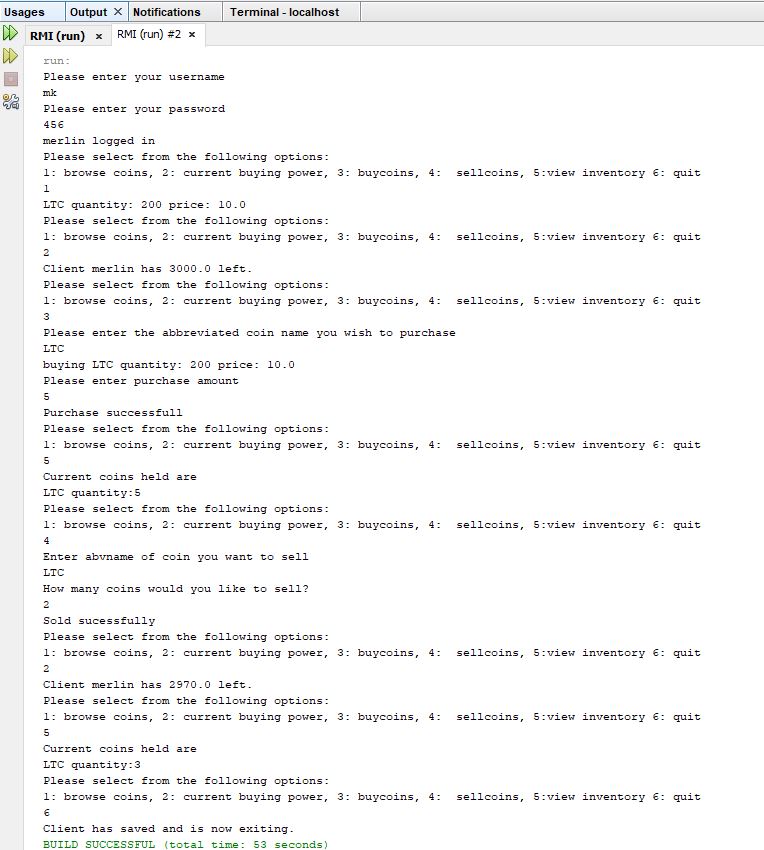 Usages Output Notifications Terminal - localhost
RMI (run) RMI (run) #2
run:
Please enter your username
mk
Please enter your password
456
merlin logged in
Please select from the following options:
1: browse coins, 2: current buying power, 3: buycoins, 4:  sellcoins, 5:view inventory 6: quit
1
LTC quantity: 200 price: 10.0
Please select from the following options:
1: browse coins, 2: current buying power, 3: buycoins, 4:  sellcoins, 5:view inventory 6: quit
2
Client merlin has 3000.0 left.
Please select from the following options:
1: browse coins, 2: current buying power, 3: buycoins, 4:  sellcoins, 5:view inventory 6: quit
3
Please enter the abbreviated coin name you wish to purchase
LTC
buying LTC quantity: 200 price: 10.0
Please enter purchase amount
5
Purchase successfull
Please select from the following options:
1: browse coins, 2: current buying power, 3: buycoins, 4:  sellcoins, 5:view inventory 6: quit
5
Current coins held are
LTC quantity:5
Please select from the following options:
1: browse coins, 2: current buying power, 3: buycoins, 4:  sellcoins, 5:view inventory 6: quit
4
Enter abvname of coin you want to sell
LTC
How many coins would you like to sell?
2
Sold sucessfully
Please select from the following options:
1: browse coins, 2: current buying power, 3: buycoins, 4:  sellcoins, 5:view inventory 6: quit
2
Client merlin has 2970.0 left.
Please select from the following options:
1: browse coins, 2: current buying power, 3: buycoins, 4:  sellcoins, 5:view inventory 6: quit
5
Current coins held are
LTC quantity:3
Please select from the following options:
1: browse coins, 2: current buying power, 3: buycoins, 4:  sellcoins, 5:view inventory 6: quit
6
Client has saved and is now exiting.
BUILD SUCCESSFUL (total time: 53 seconds)